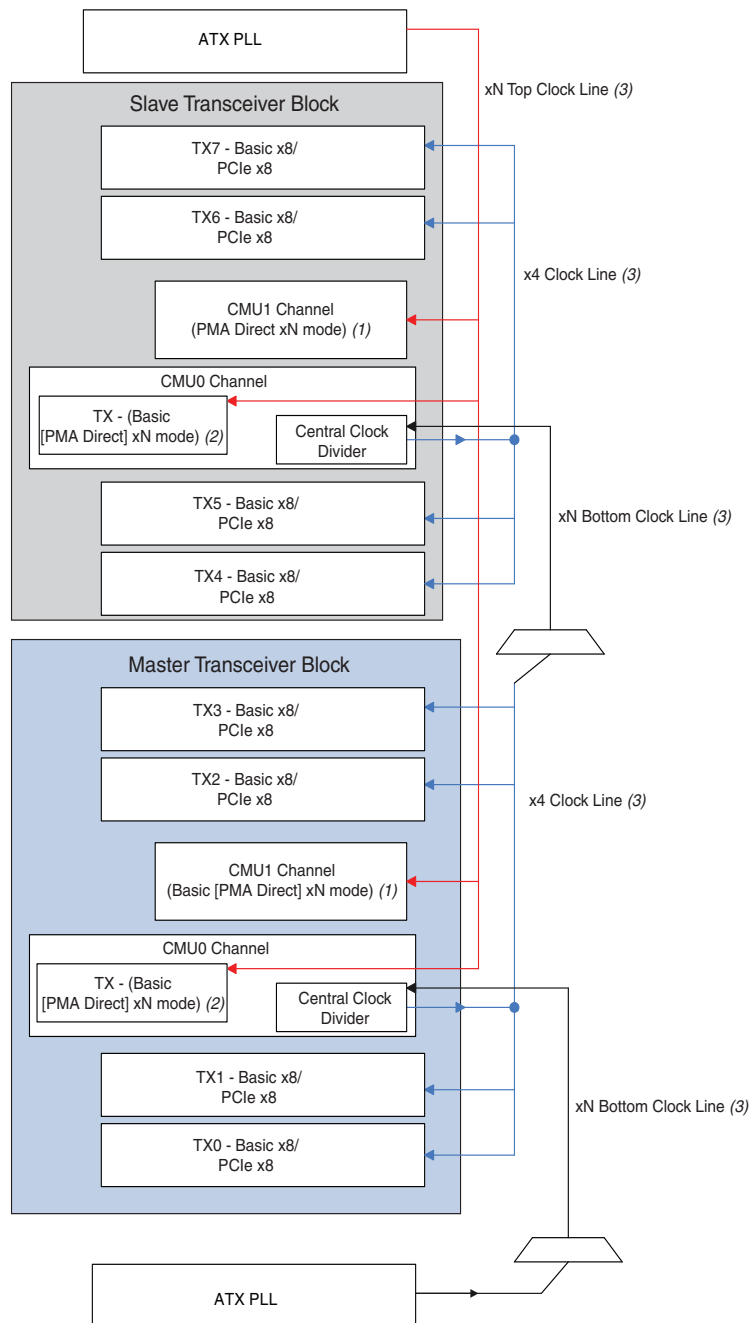 ATX PLL
xN Top Clock Line (3)
Slave Transceiver Block
TX7 - Basic x8/
PCIe x8
TX6 - Basic x8/
PCIe x8
x4 Clock Line (3)
CMU1 Channel
(PMA Direct xN mode) (1)
CMU0 Channel
TX - (Basic
[PMA Direct] xN mode) (2)
Central Clock
Divider
TX5 - Basic x8/
PCIe x8
xN Bottom Clock Line (3)
TX4 - Basic x8/
PCIe x8
Master Transceiver Block
TX3 - Basic x8/
PCIe x8
TX2 - Basic x8/
PCIe x8
x4 Clock Line (3)
CMU1 Channel
(Basic [PMA Direct] xN mode) (1)
CMU0 Channel
TX - (Basic
[PMA Direct] xN mode) (2)
Central Clock
Divider
TX1 - Basic x8/
PCIe x8
xN Bottom Clock Line (3)
TX0 - Basic x8/
PCIe x8
ATX PLL